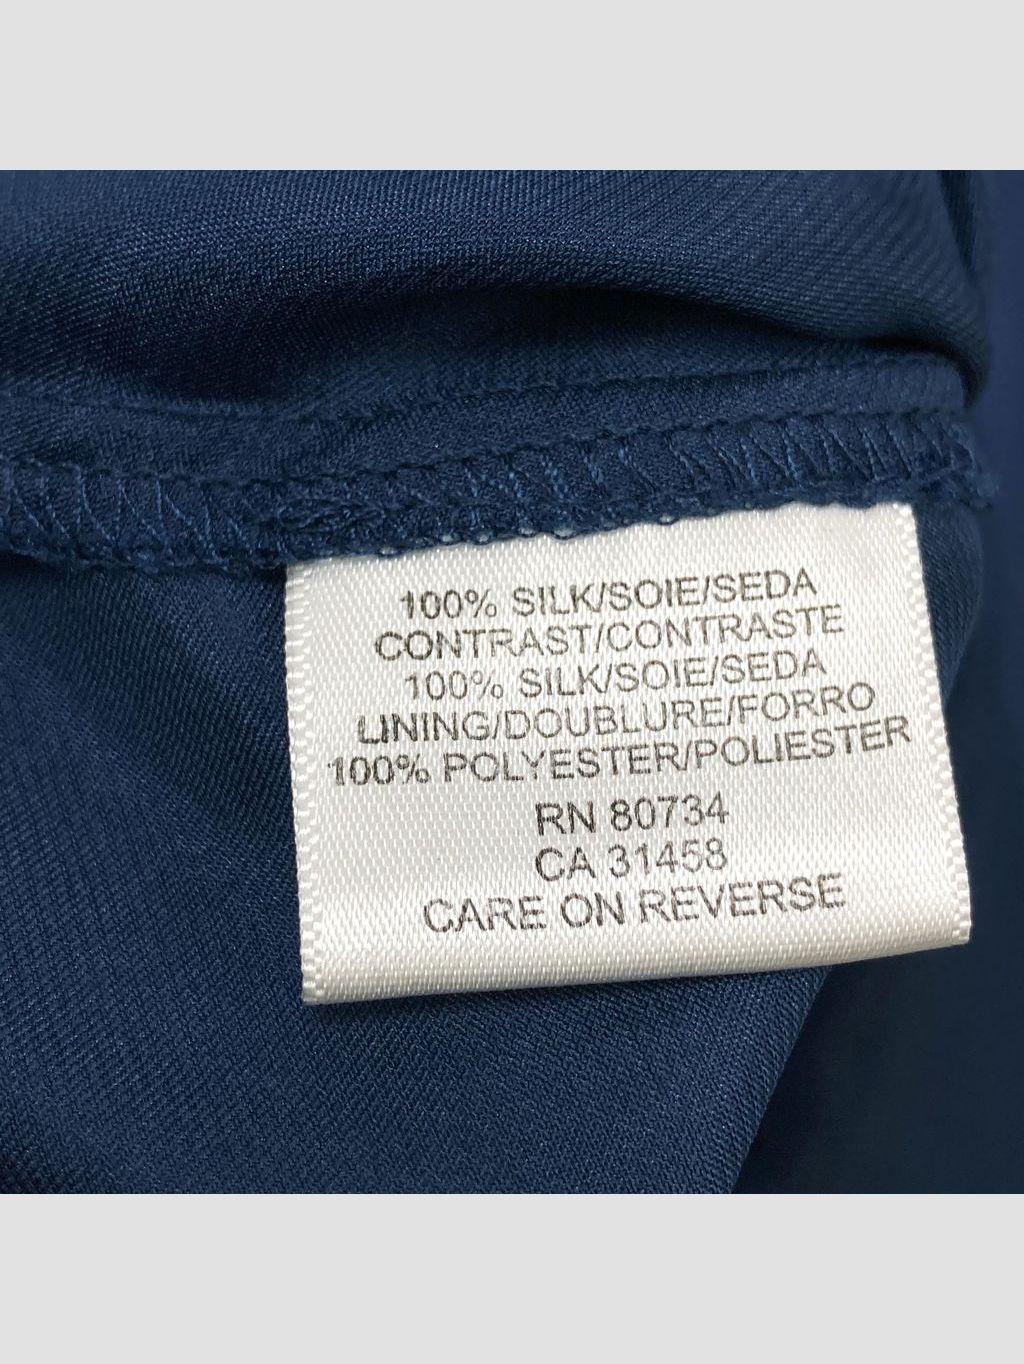 100% SILK/SOIE/SEDA
CONTRAST/CONTRASTE
100% SILK/SOIE/SEDA
LINING/DOUBLURE/FORRO
100% POLYESTER/POLIESTER
RN 80734
CA 31458
CARE ON REVERSE